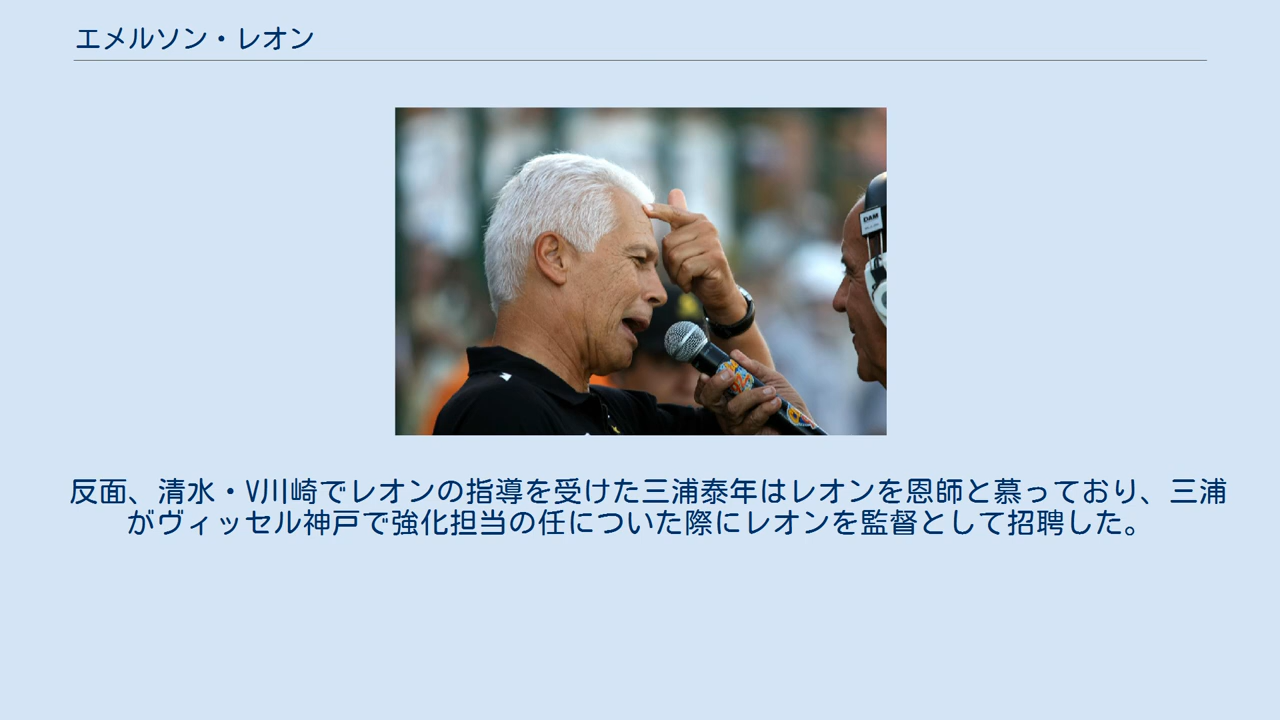 エメルソン・レオン
DAM
反面、清水・V川崎でレオンの指導を受けた三浦泰年はレオンを恩師と慕っており、三浦
がヴィッセル神戸で強化担当の任についた際にレオンを監督として招聘した。